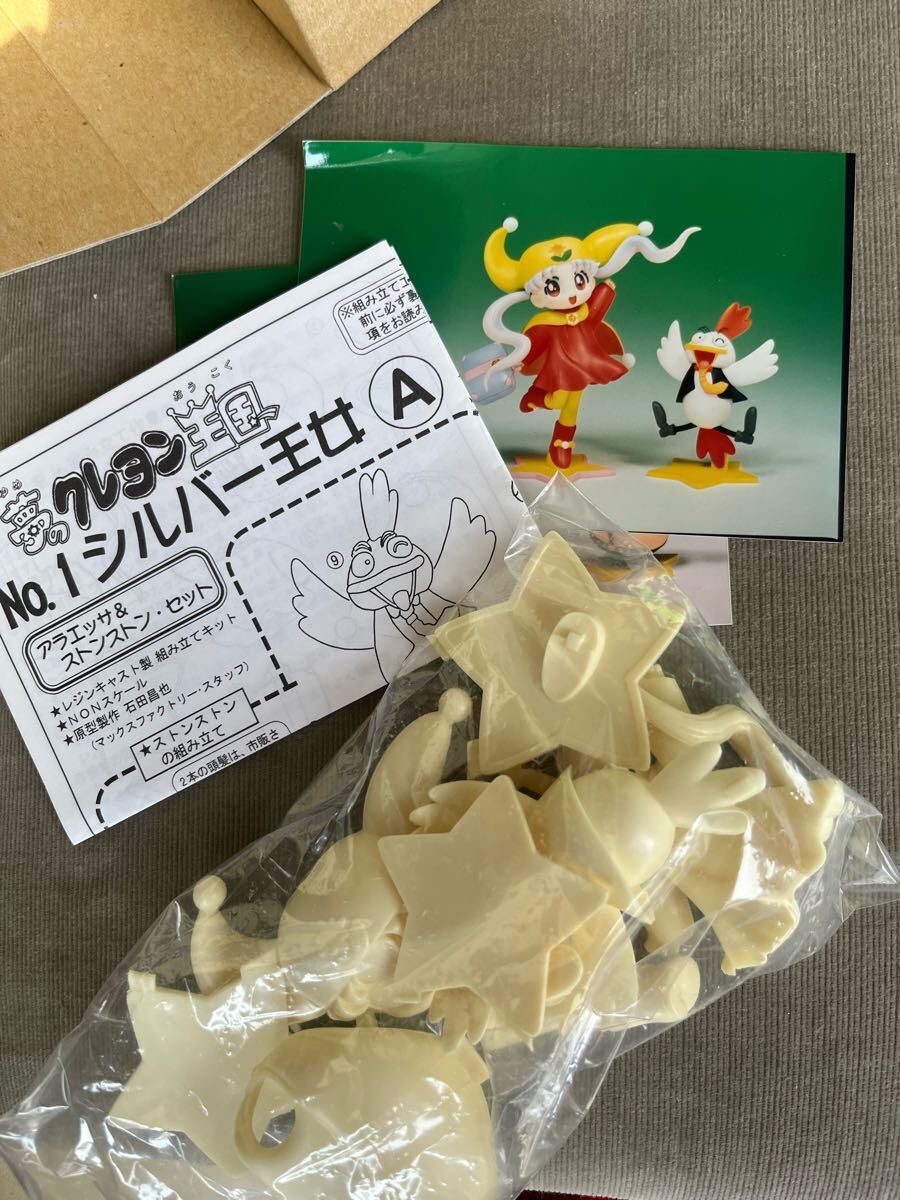 ※組み立て
前に必ず
項をお読み
おうこく
ゆめ
夢のクレヨン王国
No.1シルバー王女 A
アラエッサ&
ストンストン・セット
★レジンキャスト製 組み立てキット
★NONスケール
★原型製作 石田昌也
(マックスファクトリー・スタッフ)
★ストンストン
の組み立て
2本の頭髪は、市販さ
⑨